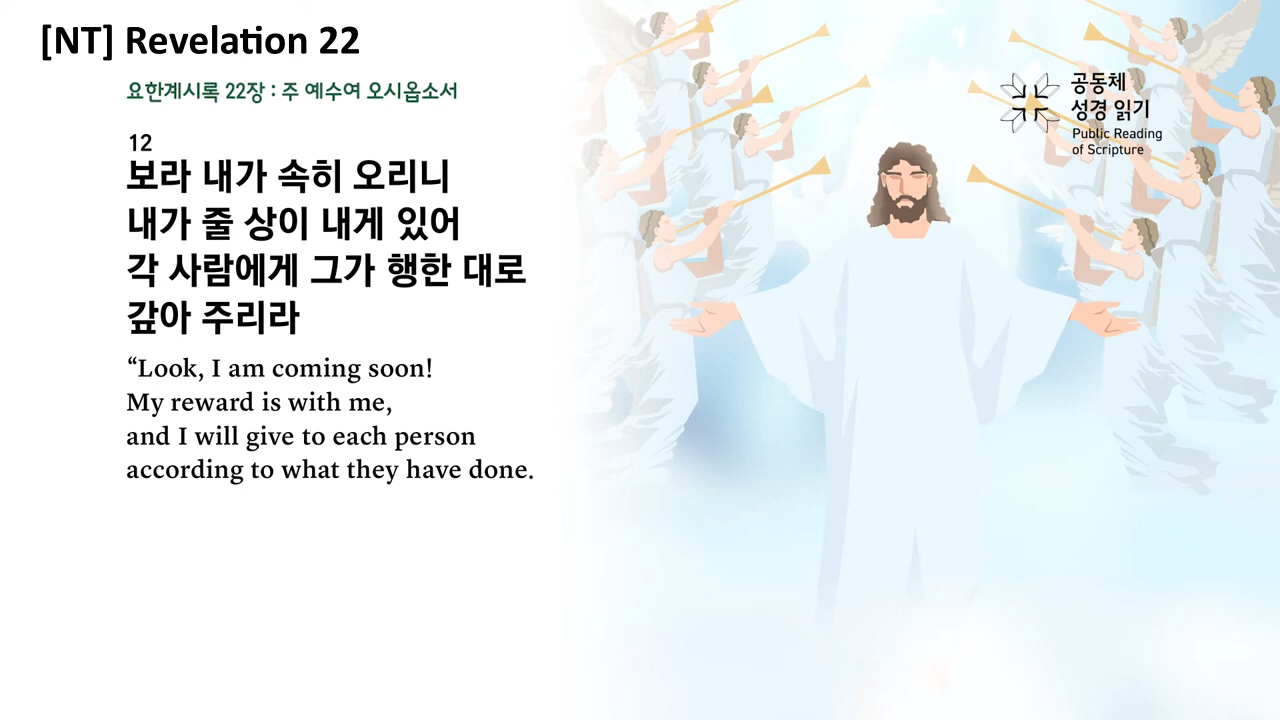 [NT] Revelation 22
요한계시록 22장 : 주 예수여 오시옵소서
12
보라 내가 속히 오리니
내가 줄 상이 내게 있어
각 사람에게 그가 행한 대로
갚아 주리라
“Look, I am coming soon!
My reward is with me,
and I will give to each person
according to what they have done.
공동체
성경 읽기
Public Reading
of Scripture